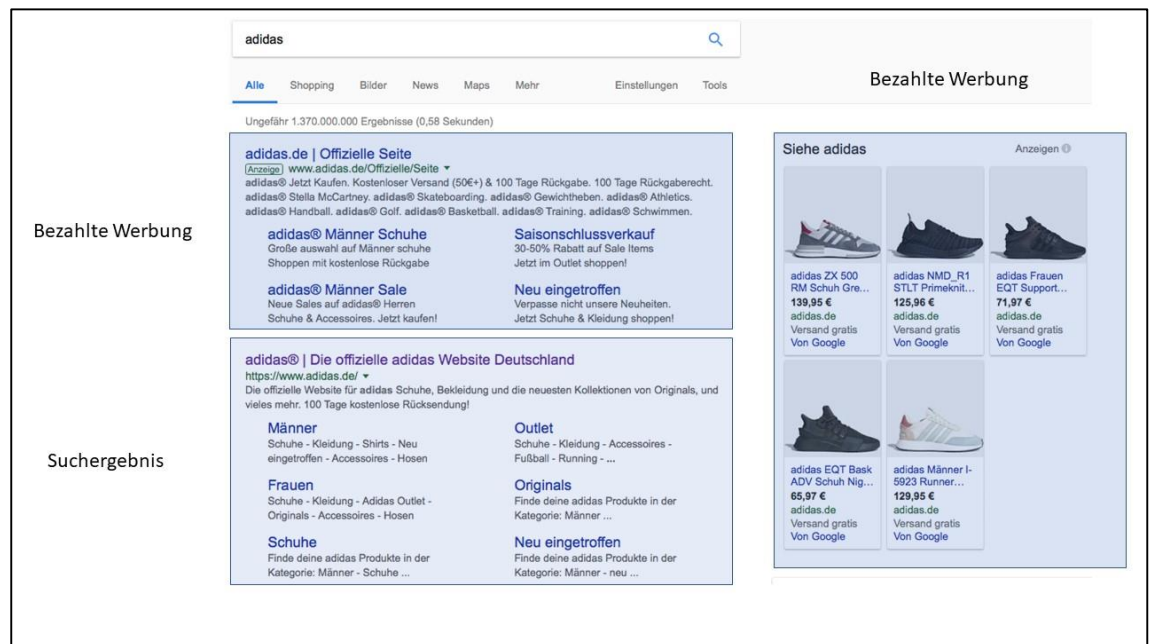 adidas
Alle Shopping Bilder News Maps Mehr Einstellungen Tools
Bezahlte Werbung
Ungefähr 1.370.000.000 Ergebnisse (0,58 Sekunden)
Bezahlte Werbung
adidas.de | Offizielle Seite
Anzeige www.adidas.de/Offizielle/Seite
adidas® Jetzt Kaufen. Kostenloser Versand (50€+) & 100 Tage Rückgabe. 100 Tage Rückgaberecht.
adidas® Stella McCartney. adidas® Skateboarding. adidas® Gewichtheben. adidas® Athletics.
adidas® Handball. adidas® Golf. adidas® Basketball. adidas® Training. adidas® Schwimmen.
adidas® Männer Schuhe
Große auswahl auf Männer schuhe
Shoppen mit kostenlose Rückgabe
Saisonschlussverkauf
30-50% Rabatt auf Sale Items
Jetzt im Outlet shoppen!
adidas® Männer Sale
Neue Sales auf adidas® Herren
Schuhe & Accessoires. Jetzt kaufen!
Neu eingetroffen
Verpasse nicht unsere Neuheiten.
Jetzt Schuhe & Kleidung shoppen!
Suchergebnis
adidas® | Die offizielle adidas Website Deutschland
https://www.adidas.de/
Die offizielle Website für adidas Schuhe, Bekleidung und die neuesten Kollektionen von Originals, und
vieles mehr. 100 Tage kostenlose Rücksendung!
Männer
Schuhe - Kleidung - Shirts - Neu
eingetroffen - Accessoires - Hosen
Outlet
Schuhe - Kleidung - Accessoires -
Fußball - Running - ...
Frauen
Schuhe - Kleidung - Adidas Outlet -
Originals - Accessoires - Hosen
Originals
Finde deine adidas Produkte in der
Kategorie: Männer ...
Schuhe
Finde deine adidas Produkte in der
Kategorie: Männer - Schuhe ...
Neu eingetroffen
Finde deine adidas Produkte in der
Kategorie: Männer - neu ...
Siehe adidas Anzeigen
adidas ZX 500
RM Schuh Gre...
139,95 €
adidas.de
Versand gratis
Von Google
adidas NMD_R1
STLT Primeknit...
125,96 €
adidas.de
Versand gratis
Von Google
adidas Frauen
EQT Support...
71,97 €
adidas.de
Versand gratis
Von Google
adidas EQT Bask
ADV Schuh Nig...
65,97 €
adidas.de
Versand gratis
Von Google
adidas Männer I-
5923 Runner...
129,95 €
adidas.de
Versand gratis
Von Google